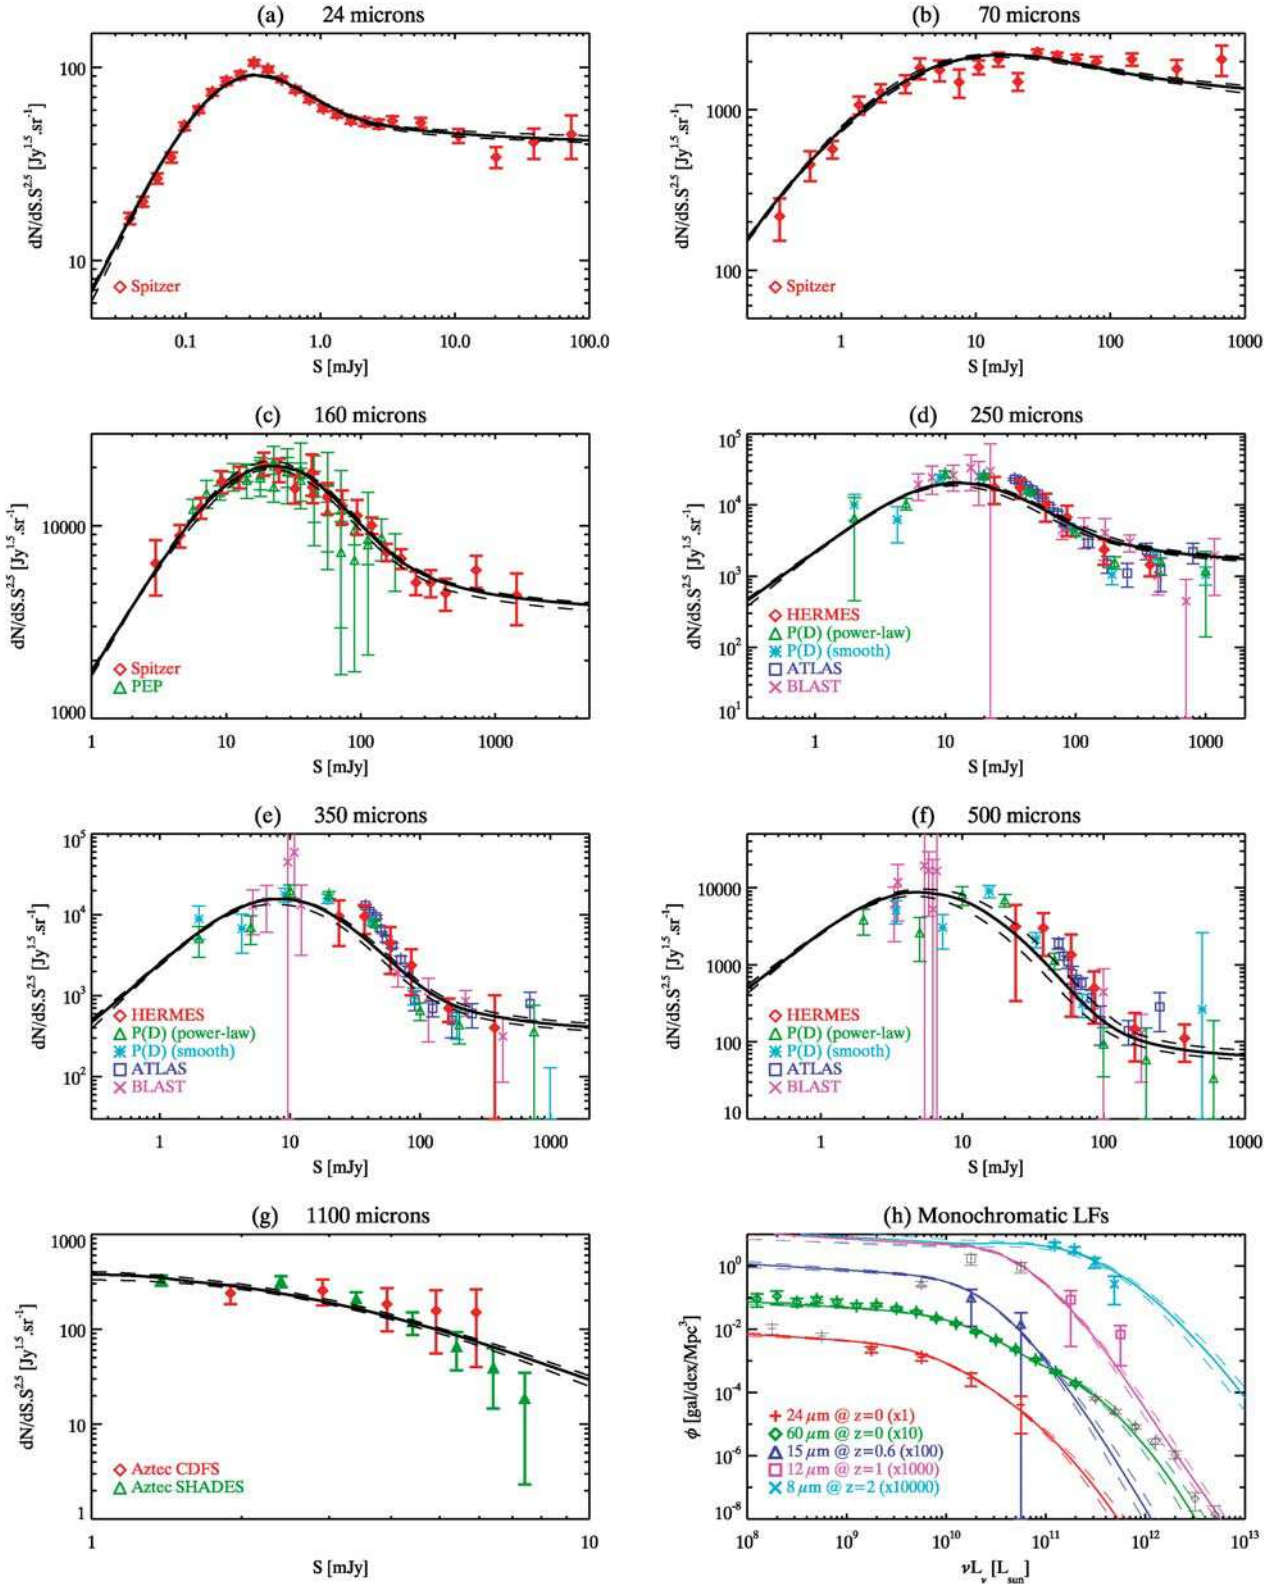 (a) 24 microns
100
10
dN/dS.S^2.5 [Jy^1.5.sr^-1]
Spitzer
0.1 1.0 10.0 100.0
S [mJy]
(b) 70 microns
1000
100
dN/dS.S^2.5 [Jy^1.5.sr^-1]
Spitzer
1 10 100 1000
S [mJy]
(c) 160 microns
10000
1000
dN/dS.S^2.5 [Jy^1.5.sr^-1]
Spitzer
PEP
1 10 100 1000
S [mJy]
(d) 250 microns
10^5
10^4
10^3
10^2
10^1
dN/dS.S^2.5 [Jy^1.5.sr^-1]
HERMES
P(D) (power-law)
P(D) (smooth)
ATLAS
BLAST
1 10 100 1000
S [mJy]
(e) 350 microns
10^5
10^4
10^3
10^2
dN/dS.S^2.5 [Jy^1.5.sr^-1]
HERMES
P(D) (power-law)
P(D) (smooth)
ATLAS
BLAST
1 10 100 1000
S [mJy]
(f) 500 microns
10000
1000
100
10
dN/dS.S^2.5 [Jy^1.5.sr^-1]
HERMES
P(D) (power-law)
P(D) (smooth)
ATLAS
BLAST
1 10 100 1000
S [mJy]
(g) 1100 microns
1000
100
10
1
dN/dS.S^2.5 [Jy^1.5.sr^-1]
Aztec CDFS
Aztec SHADES
1 10
S [mJy]
(h) Monochromatic LFs
10^0
10^-2
10^-4
10^-6
10^-8
ϕ [gal/dex/Mpc^3]
24 μm @ z=0 (x1)
60 μm @ z=0 (x10)
15 μm @ z=0.6 (x100)
12 μm @ z=1 (x1000)
8 μm @ z=2 (x10000)
10^8 10^9 10^10 10^11 10^12 10^13
νL_ν [L_sun]